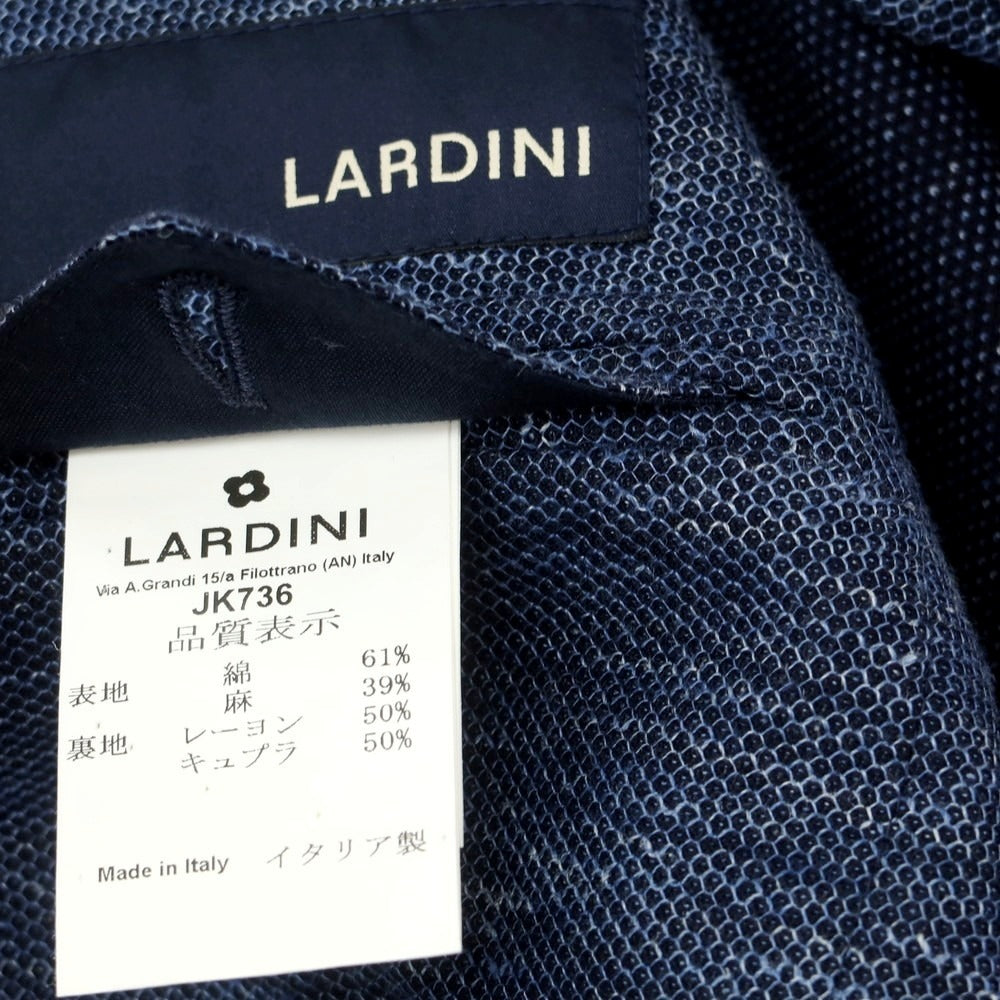 LARDINI
LARDINI
Via A.Grandi 15/a Filottrano (AN) Italy
JK736
品質表示
表地 綿 61%
麻 39%
裏地 レーヨン 50%
キュプラ 50%
Made in Italy イタリア製